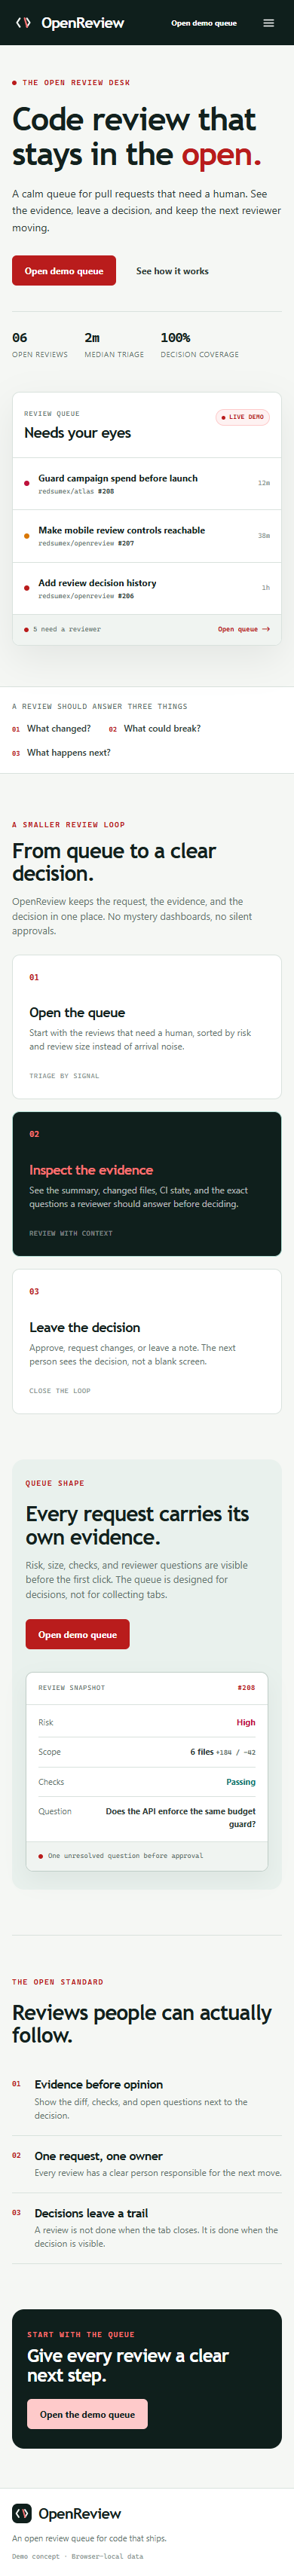 OpenReview
Open demo queue
THE OPEN REVIEW DESK
Code review that
stays in the open.
A calm queue for pull requests that need a human. See
the evidence, leave a decision, and keep the next reviewer
moving.
Open demo queue
See how it works
06
2m
100%
OPEN REVIEWS
MEDIAN TRIAGE
DECISION COVERAGE
REVIEW QUEUE
LIVE DEMO
Needs your eyes
Guard campaign spend before launch
12m
redsumex/atlas #208
Make mobile review controls reachable
38m
redsumex/openreview #207
Add review decision history
1h
redsumex/openreview #206
5 need a reviewer
Open queue →
A REVIEW SHOULD ANSWER THREE THINGS
01 What changed?
02 What could break?
03 What happens next?
A SMALLER REVIEW LOOP
From queue to a clear
decision.
OpenReview keeps the request, the evidence, and the
decision in one place. No mystery dashboards, no silent
approvals.
01
Open the queue
Start with the reviews that need a human, sorted by risk
and review size instead of arrival noise.
TRIAGE BY SIGNAL
02
Inspect the evidence
See the summary, changed files, CI state, and the exact
questions a reviewer should answer before deciding.
REVIEW WITH CONTEXT
03
Leave the decision
Approve, request changes, or leave a note. The next
person sees the decision, not a blank screen.
CLOSE THE LOOP
QUEUE SHAPE
Every request carries its
own evidence.
Risk, size, checks, and reviewer questions are visible
before the first click. The queue is designed for
decisions, not for collecting tabs.
Open demo queue
REVIEW SNAPSHOT
#208
Risk
High
Scope
6 files +184 / -42
Checks
Passing
Question
Does the API enforce the same budget
guard?
One unresolved question before approval
THE OPEN STANDARD
Reviews people can actually
follow.
01 Evidence before opinion
Show the diff, checks, and open questions next to the
decision.
02 One request, one owner
Every review has a clear person responsible for the next move.
03 Decisions leave a trail
A review is not done when the tab closes. It is done when the
decision is visible.
START WITH THE QUEUE
Give every review a clear
next step.
Open the demo queue
OpenReview
An open review queue for code that ships.
Demo concept · Browser-local data